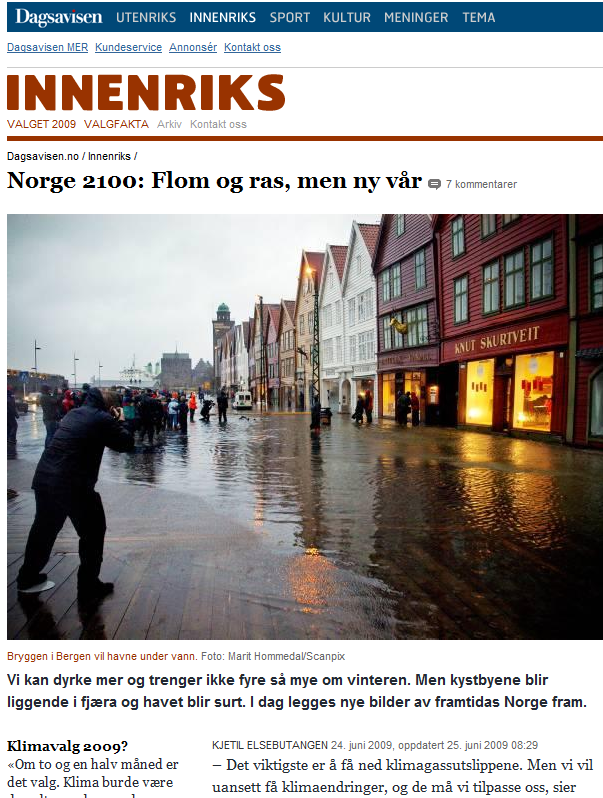 Dagsavisen UTENRIKS INNENRIKS SPORT KULTUR MENINGER TEMA
Dagsavisen MER Kundeservice Annonsér Kontakt oss
INNENRIKS
VALGET 2009 VALGFAKTA Arkiv Kontakt oss
Dagsavisen.no / Innenriks /
Norge 2100: Flom og ras, men ny vår 7 kommentarer
KNUT SKURTVEIT
Bryggen i Bergen vil havne under vann. Foto: Marit Hommedal/Scanpix
Vi kan dyrke mer og trenger ikke fyre så mye om vinteren. Men kystbyene blir
liggende i fjæra og havet blir surt. I dag legges nye bilder av framtidas Norge fram.
Klimavalg 2009?
«Om to og en halv måned er
det valg. Klima burde være
KJETIL ELSEBUTANGEN 24. juni 2009, oppdatert 25. juni 2009 08:29
– Det viktigste er å få ned klimagassutslippene. Men vi vil
uansett få klimaendringer, og de må vi tilpasse oss, sier